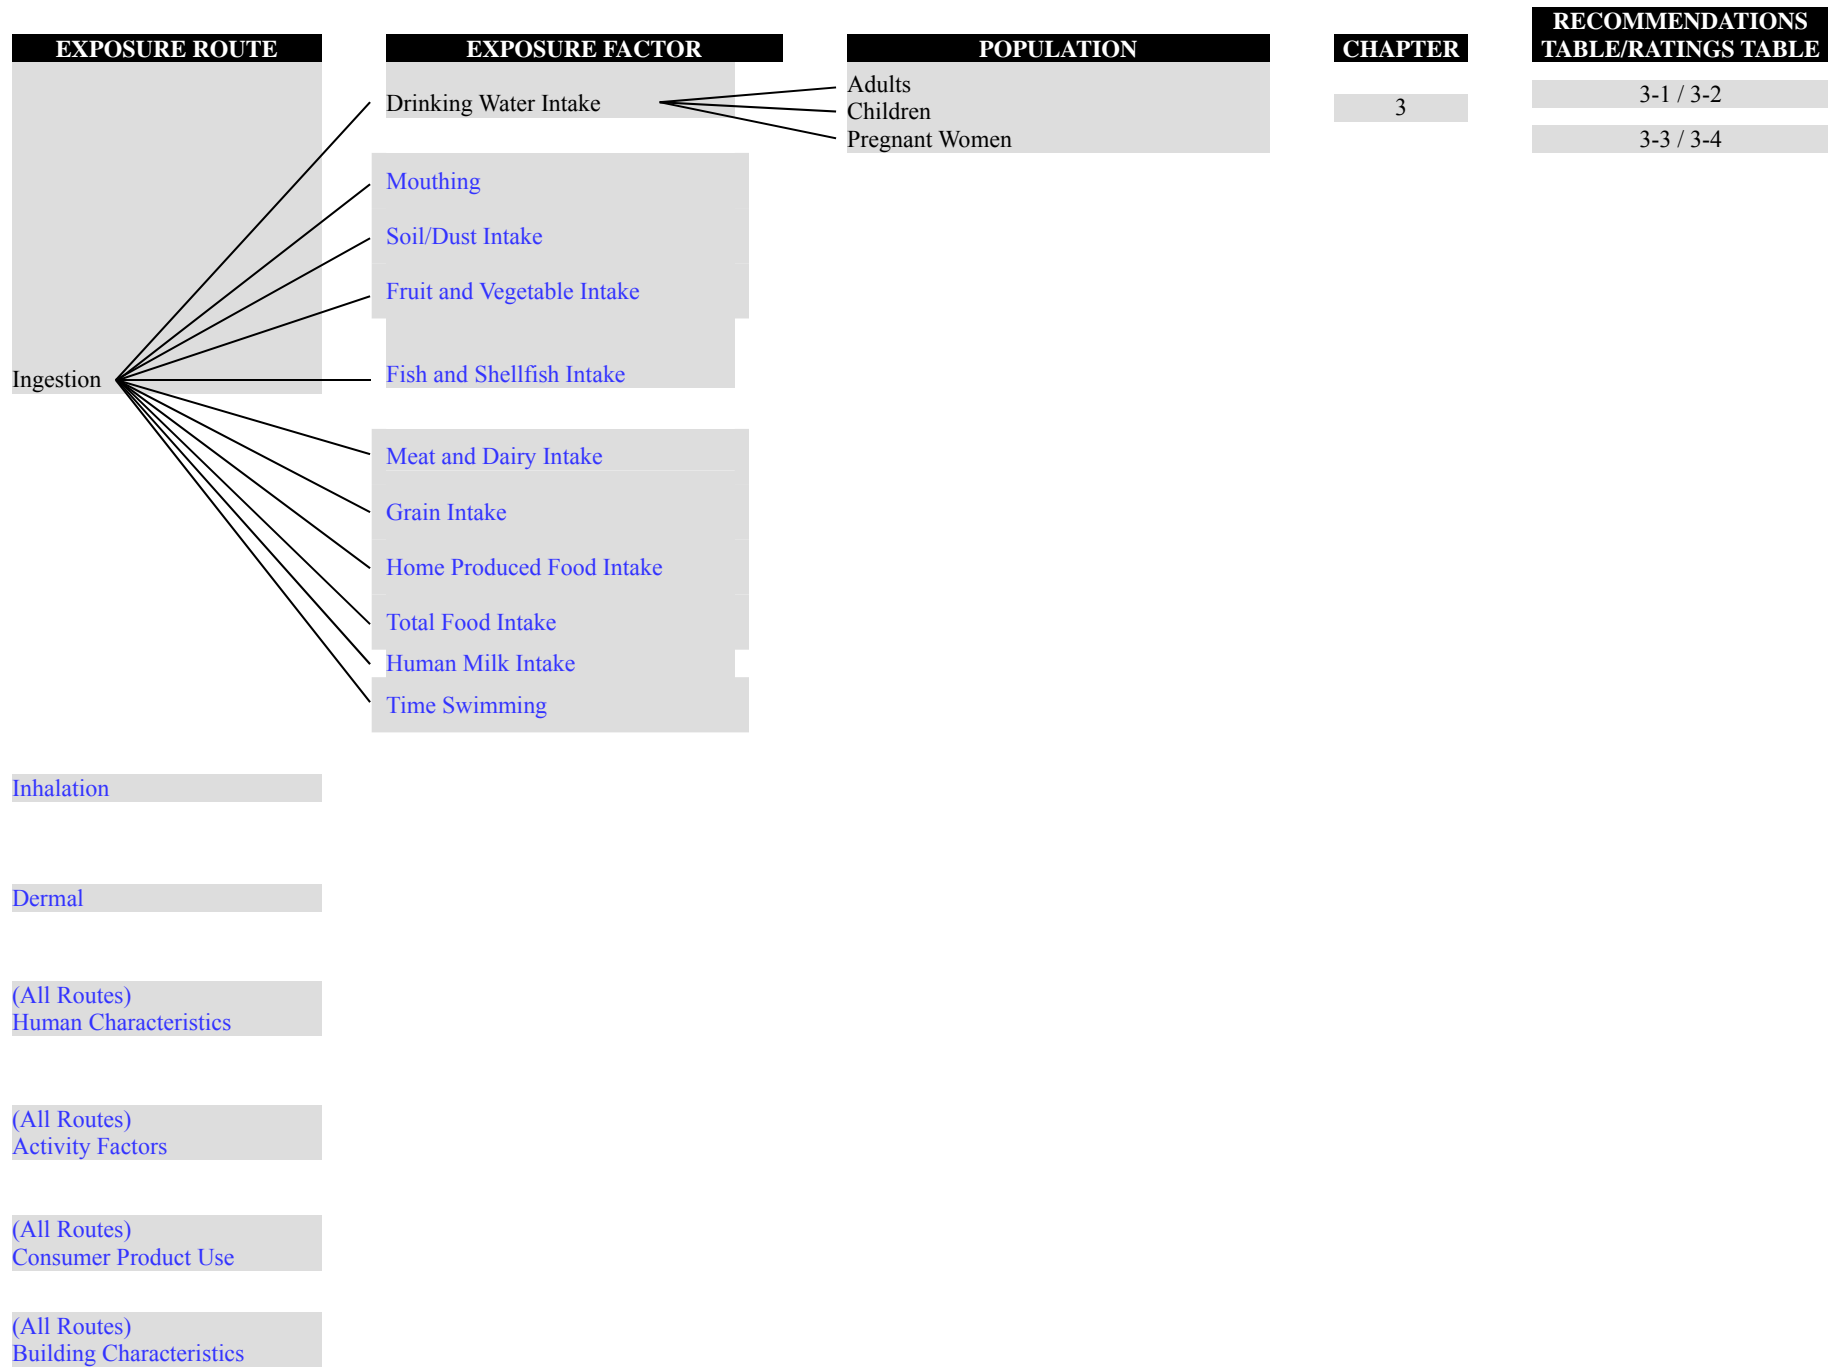 EXPOSURE ROUTE
EXPOSURE FACTOR
POPULATION
CHAPTER
RECOMMENDATIONS
TABLE/RATINGS TABLE
Drinking Water Intake
Adults
Children
Pregnant Women
3
3-1 / 3-2
3-3 / 3-4
Mouthing
Soil/Dust Intake
Fruit and Vegetable Intake
Ingestion
Fish and Shellfish Intake
Meat and Dairy Intake
Grain Intake
Home Produced Food Intake
Total Food Intake
Human Milk Intake
Time Swimming
Inhalation
Dermal
(All Routes)
Human Characteristics
(All Routes)
Activity Factors
(All Routes)
Consumer Product Use
(All Routes)
Building Characteristics